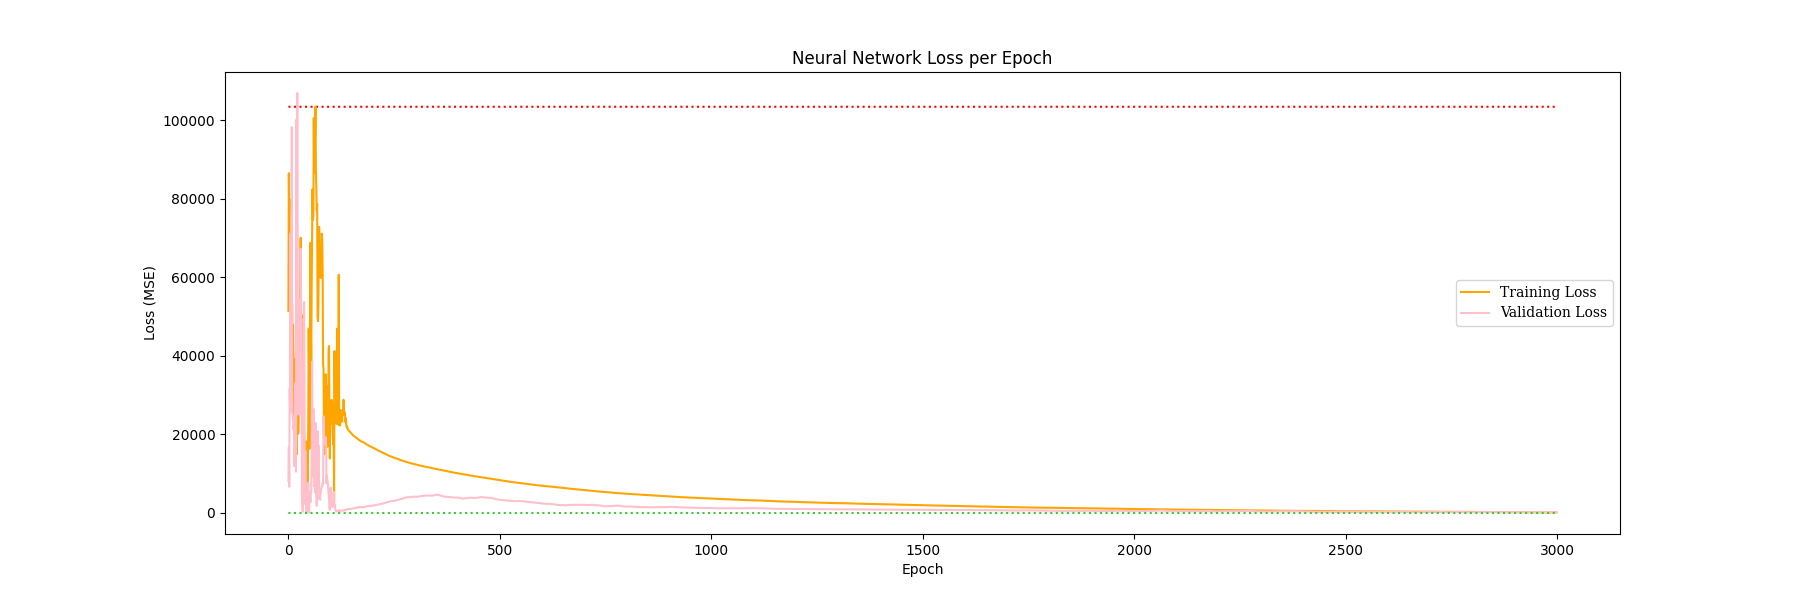 Neural Network Loss per Epoch
100000
80000
60000
40000
20000
0
Loss (MSE)
Training Loss
Validation Loss
0
500
1000
1500
2000
2500
3000
Epoch